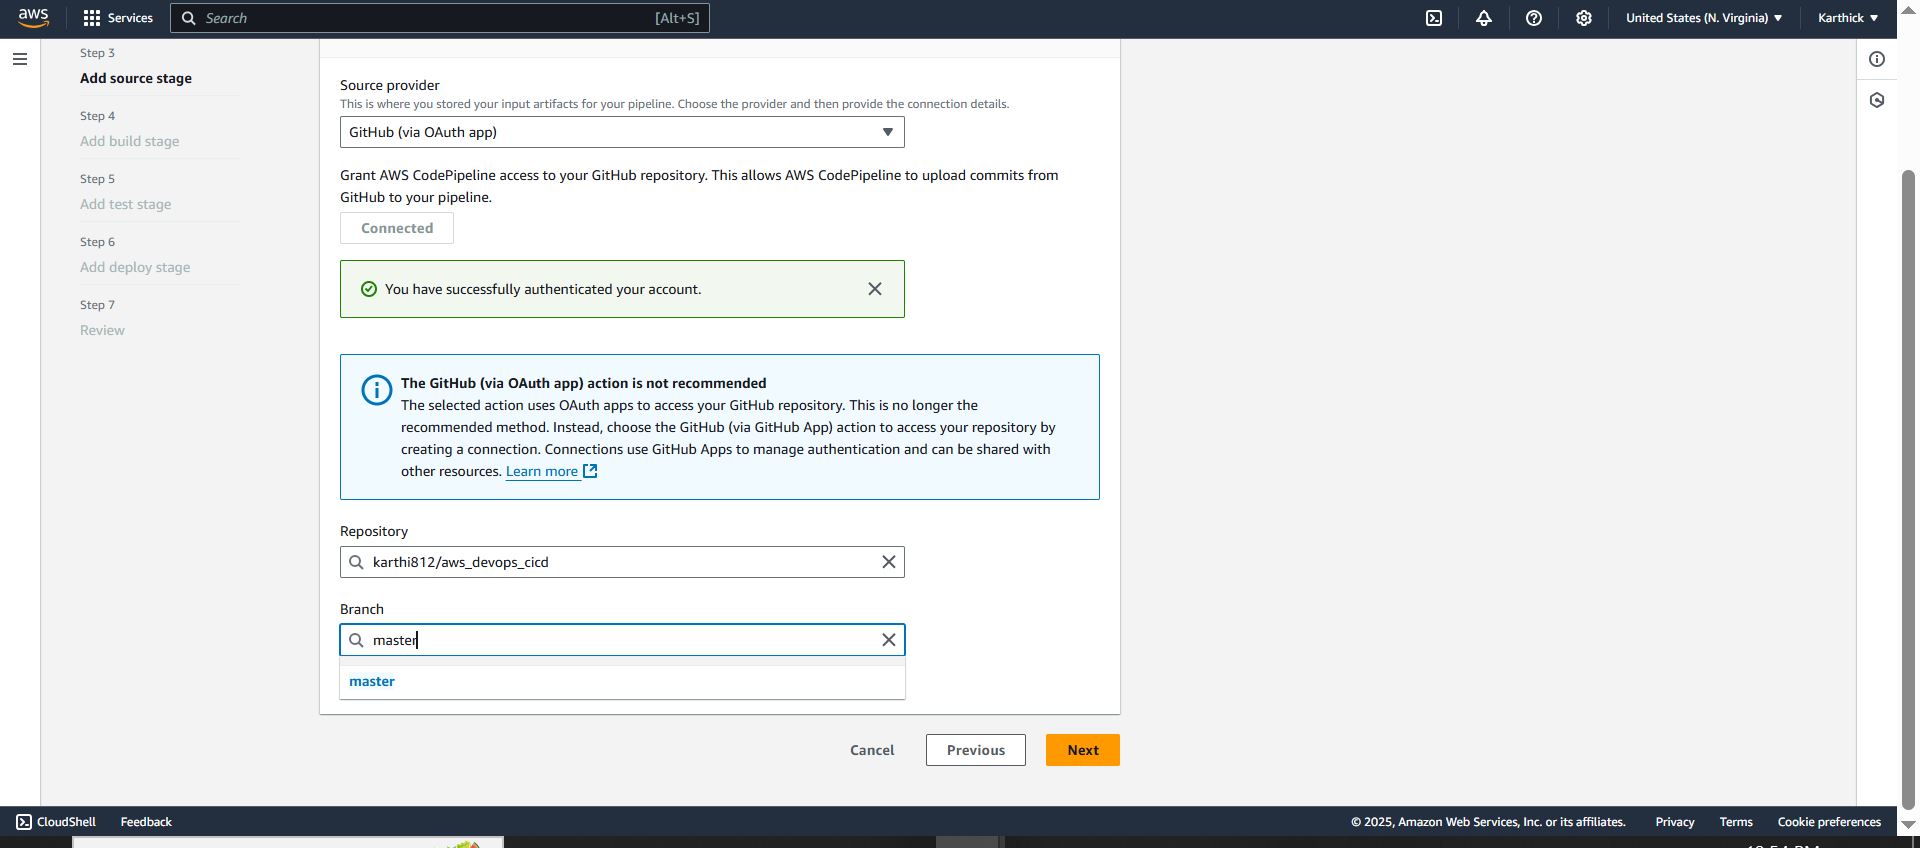 aws
Services
Search
[Alt+S]
United States (N. Virginia)
Karthick
Step 3
Add source stage
Step 4
Add build stage
Step 5
Add test stage
Step 6
Add deploy stage
Step 7
Review
Source provider
This is where you stored your input artifacts for your pipeline. Choose the provider and then provide the connection details.
GitHub (via OAuth app)
Grant AWS CodePipeline access to your GitHub repository. This allows AWS CodePipeline to upload commits from
GitHub to your pipeline.
Connected
You have successfully authenticated your account.
The GitHub (via OAuth app) action is not recommended
The selected action uses OAuth apps to access your GitHub repository. This is no longer the
recommended method. Instead, choose the GitHub (via GitHub App) action to access your repository by
creating a connection. Connections use GitHub Apps to manage authentication and can be shared with
other resources. Learn more
Repository
karthi812/aws_devops_cicd
Branch
master
master
Cancel
Previous
Next
CloudShell
Feedback
© 2025, Amazon Web Services, Inc. or its affiliates.
Privacy
Terms
Cookie preferences